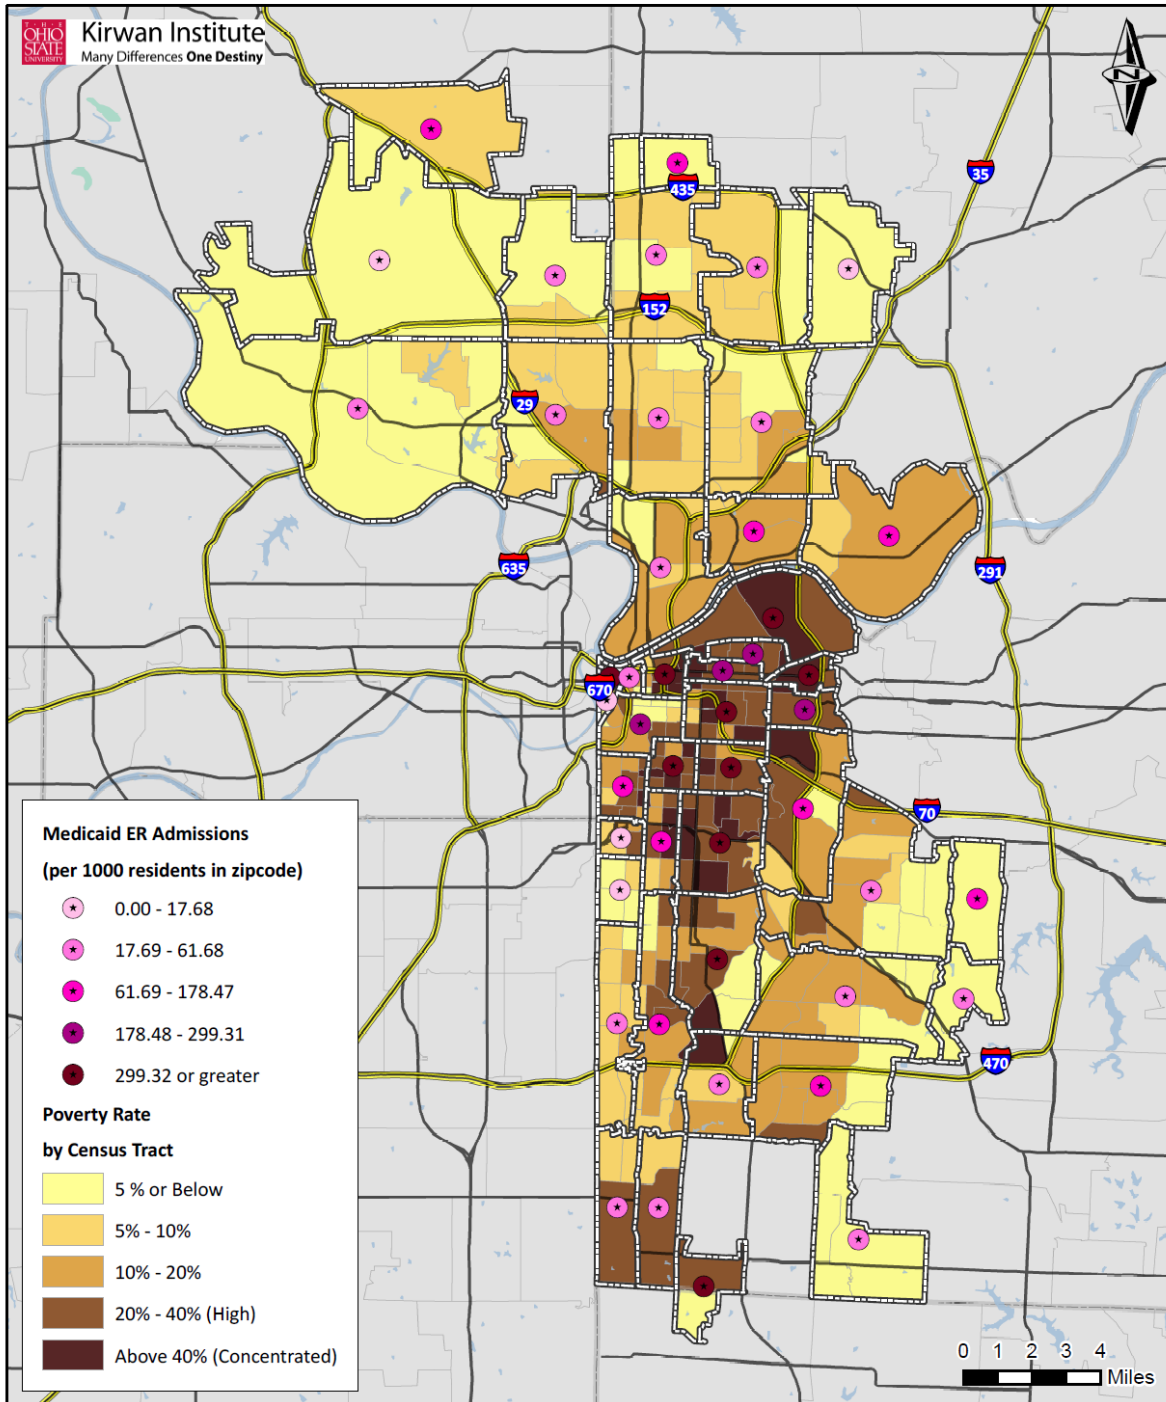 THE
OHIO
STATE
UNIVERSITY
Kirwan Institute
Many Differences One Destiny
N
35
435
152
29
635
291
670
70
470
Medicaid ER Admissions
(per 1000 residents in zipcode)
0.00 - 17.68
17.69 - 61.68
61.69 - 178.47
178.48 - 299.31
299.32 or greater
Poverty Rate
by Census Tract
5 % or Below
5% - 10%
10% - 20%
20% - 40% (High)
Above 40% (Concentrated)
0 1 2 3 4
Miles